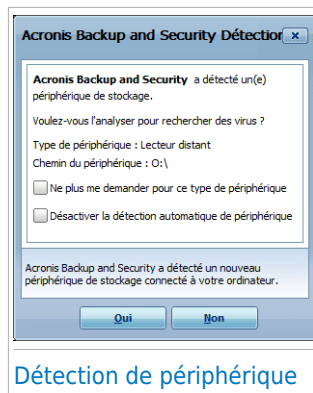 Acronis Backup and Security Détection
Acronis Backup and Security a détecté un(e)
périphérique de stockage.
Voulez-vous l'analyser pour rechercher des virus ?
Type de périphérique : Lecteur distant
Chemin du périphérique : O:\
Ne plus me demander pour ce type de périphérique
Désactiver la détection automatique de périphérique
Acronis Backup and Security a détecté un nouveau
périphérique de stockage connecté à votre ordinateur.
Oui Non
Détection de périphérique